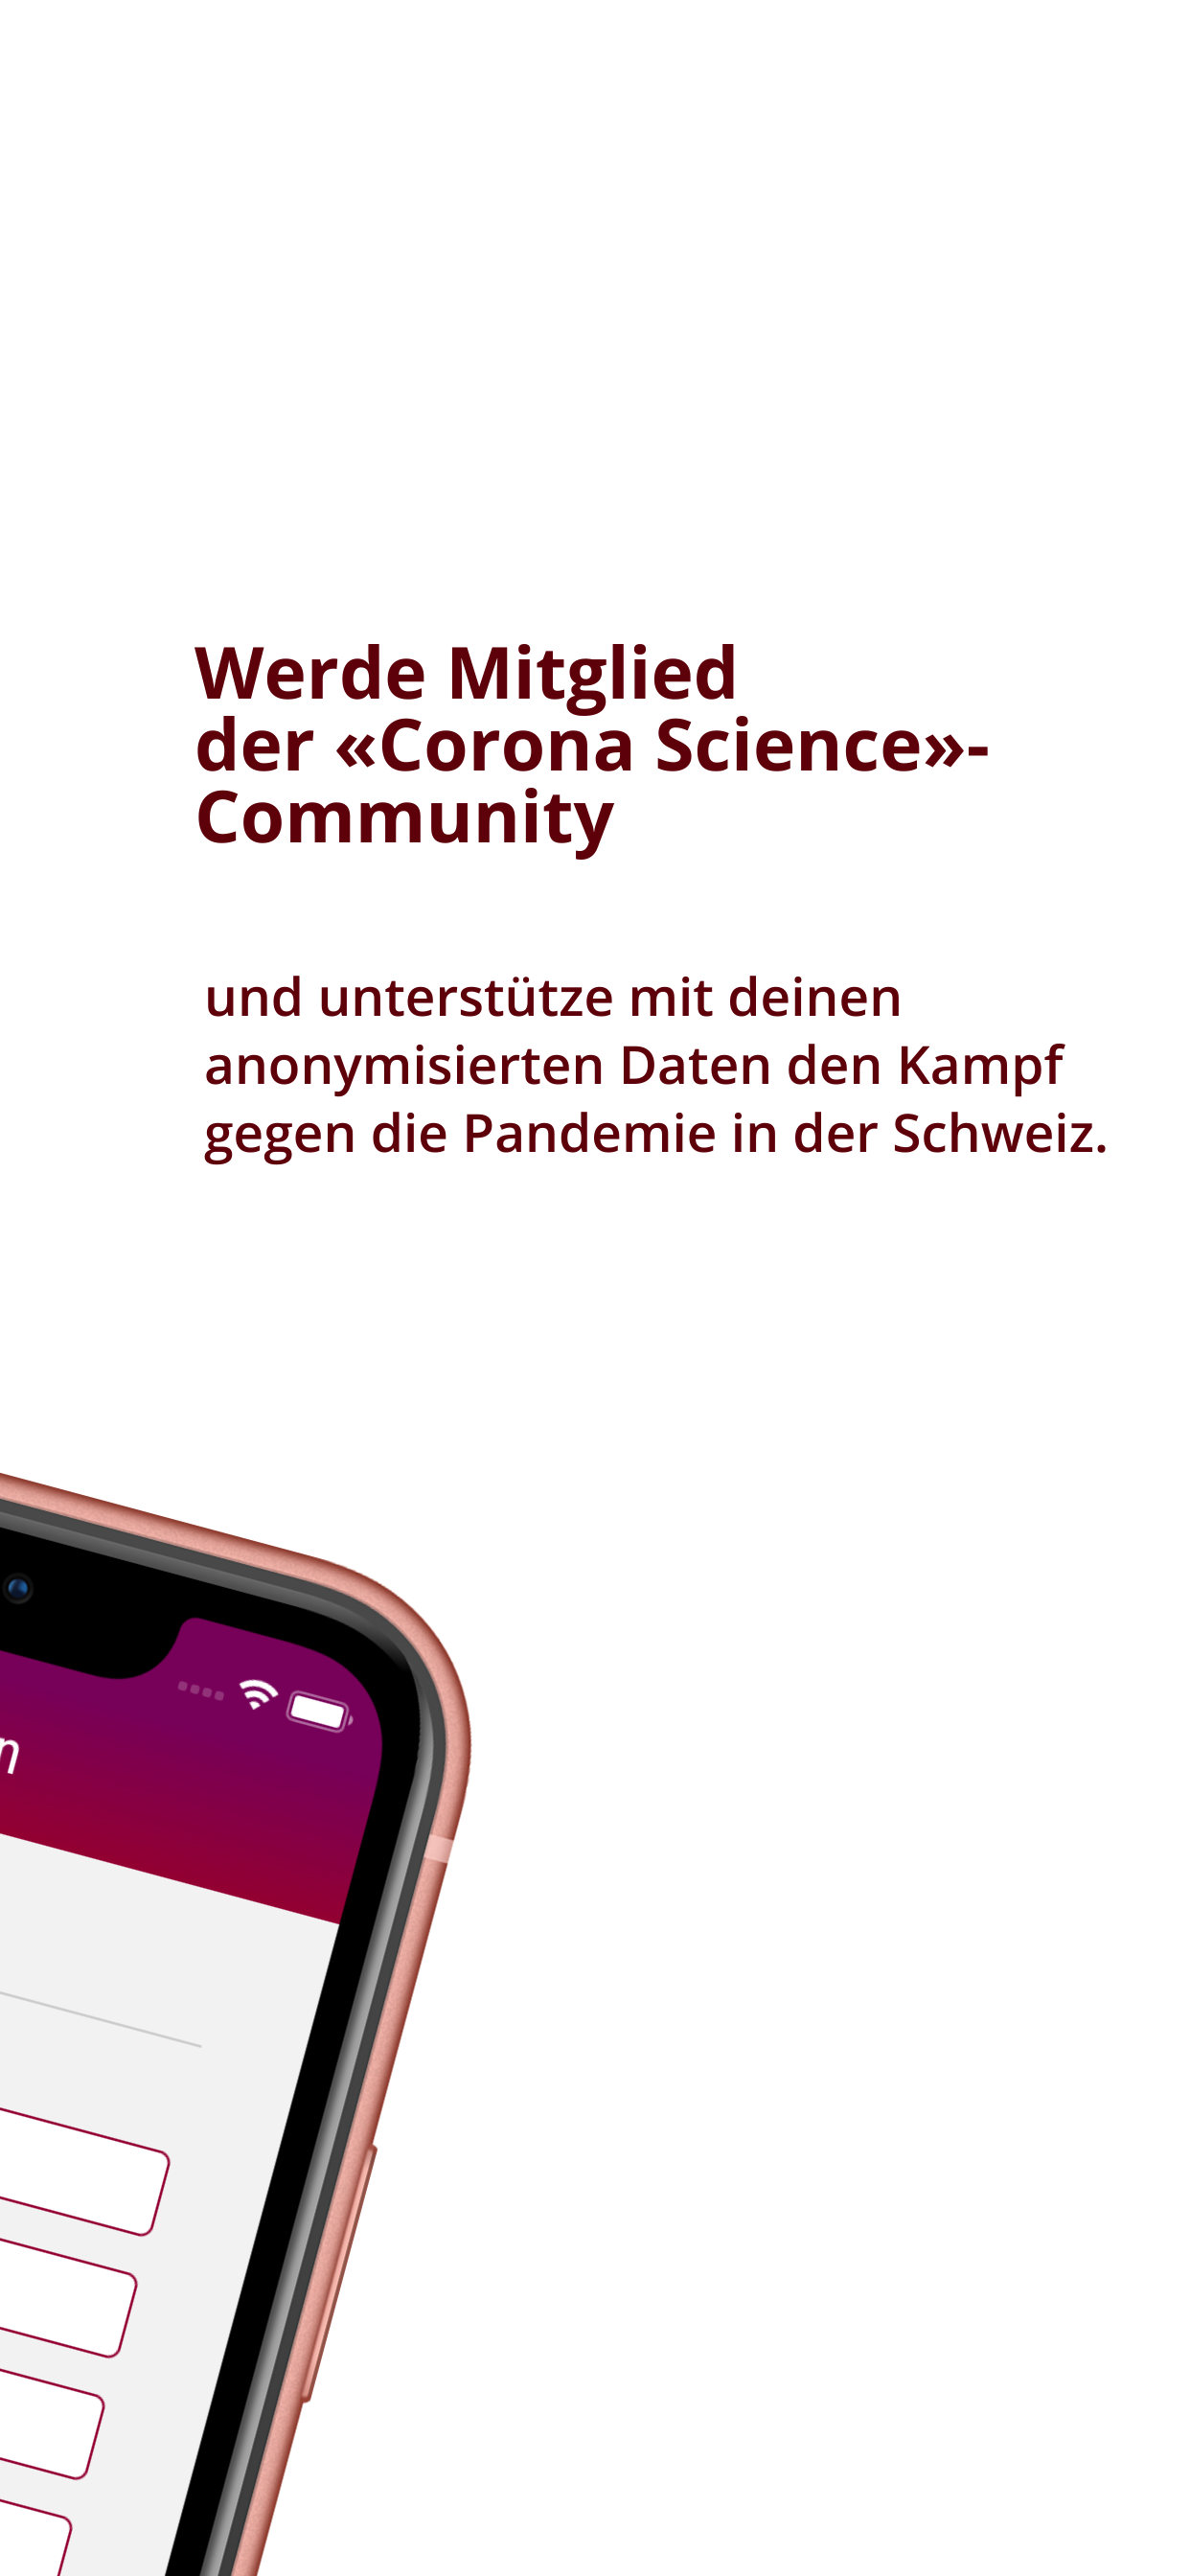 Werde Mitglied
der «Corona Science»-
Community
und unterstütze mit deinen
anonymisierten Daten den Kampf
gegen die Pandemie in der Schweiz.
n